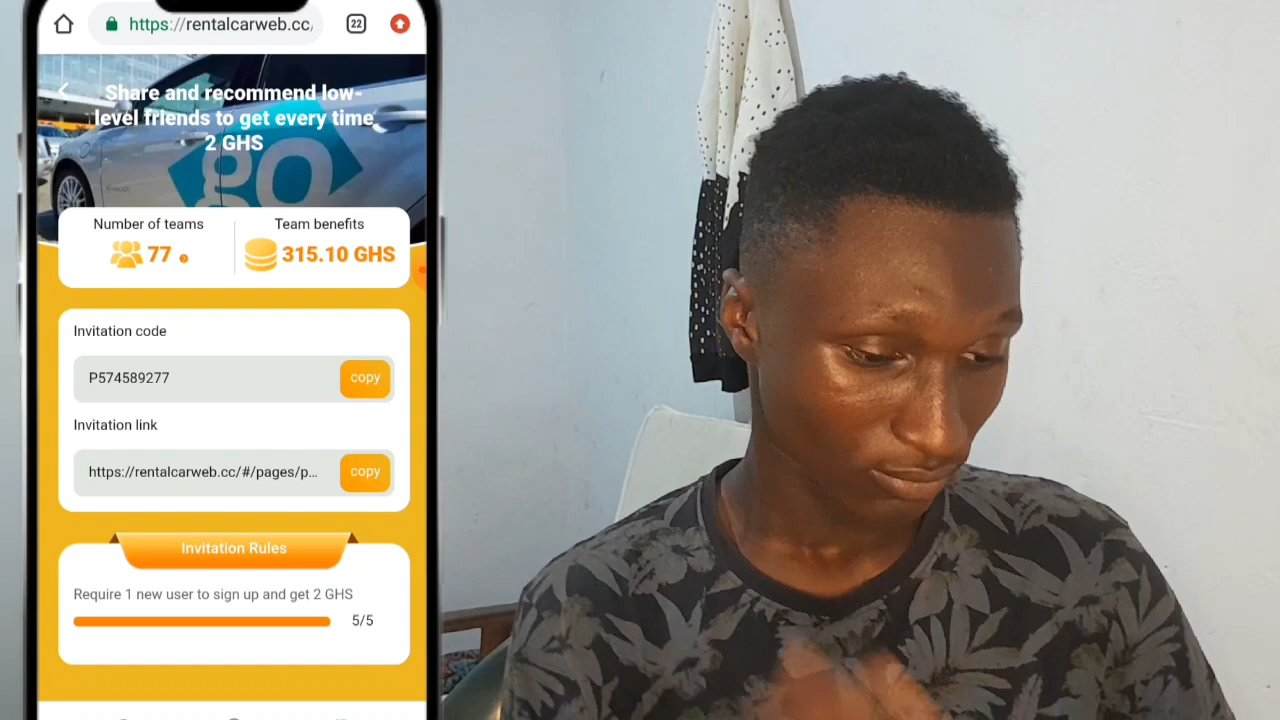 https://rentalcarweb.cc/
22
Share and recommend low-
level friends to get every time
2 GHS
go
Number of teams
Team benefits
77
315.10 GHS
Invitation code
P574589277
copy
Invitation link
https://rentalcarweb.cc/#/pages/p...
copy
Invitation Rules
Require 1 new user to sign up and get 2 GHS
5/5